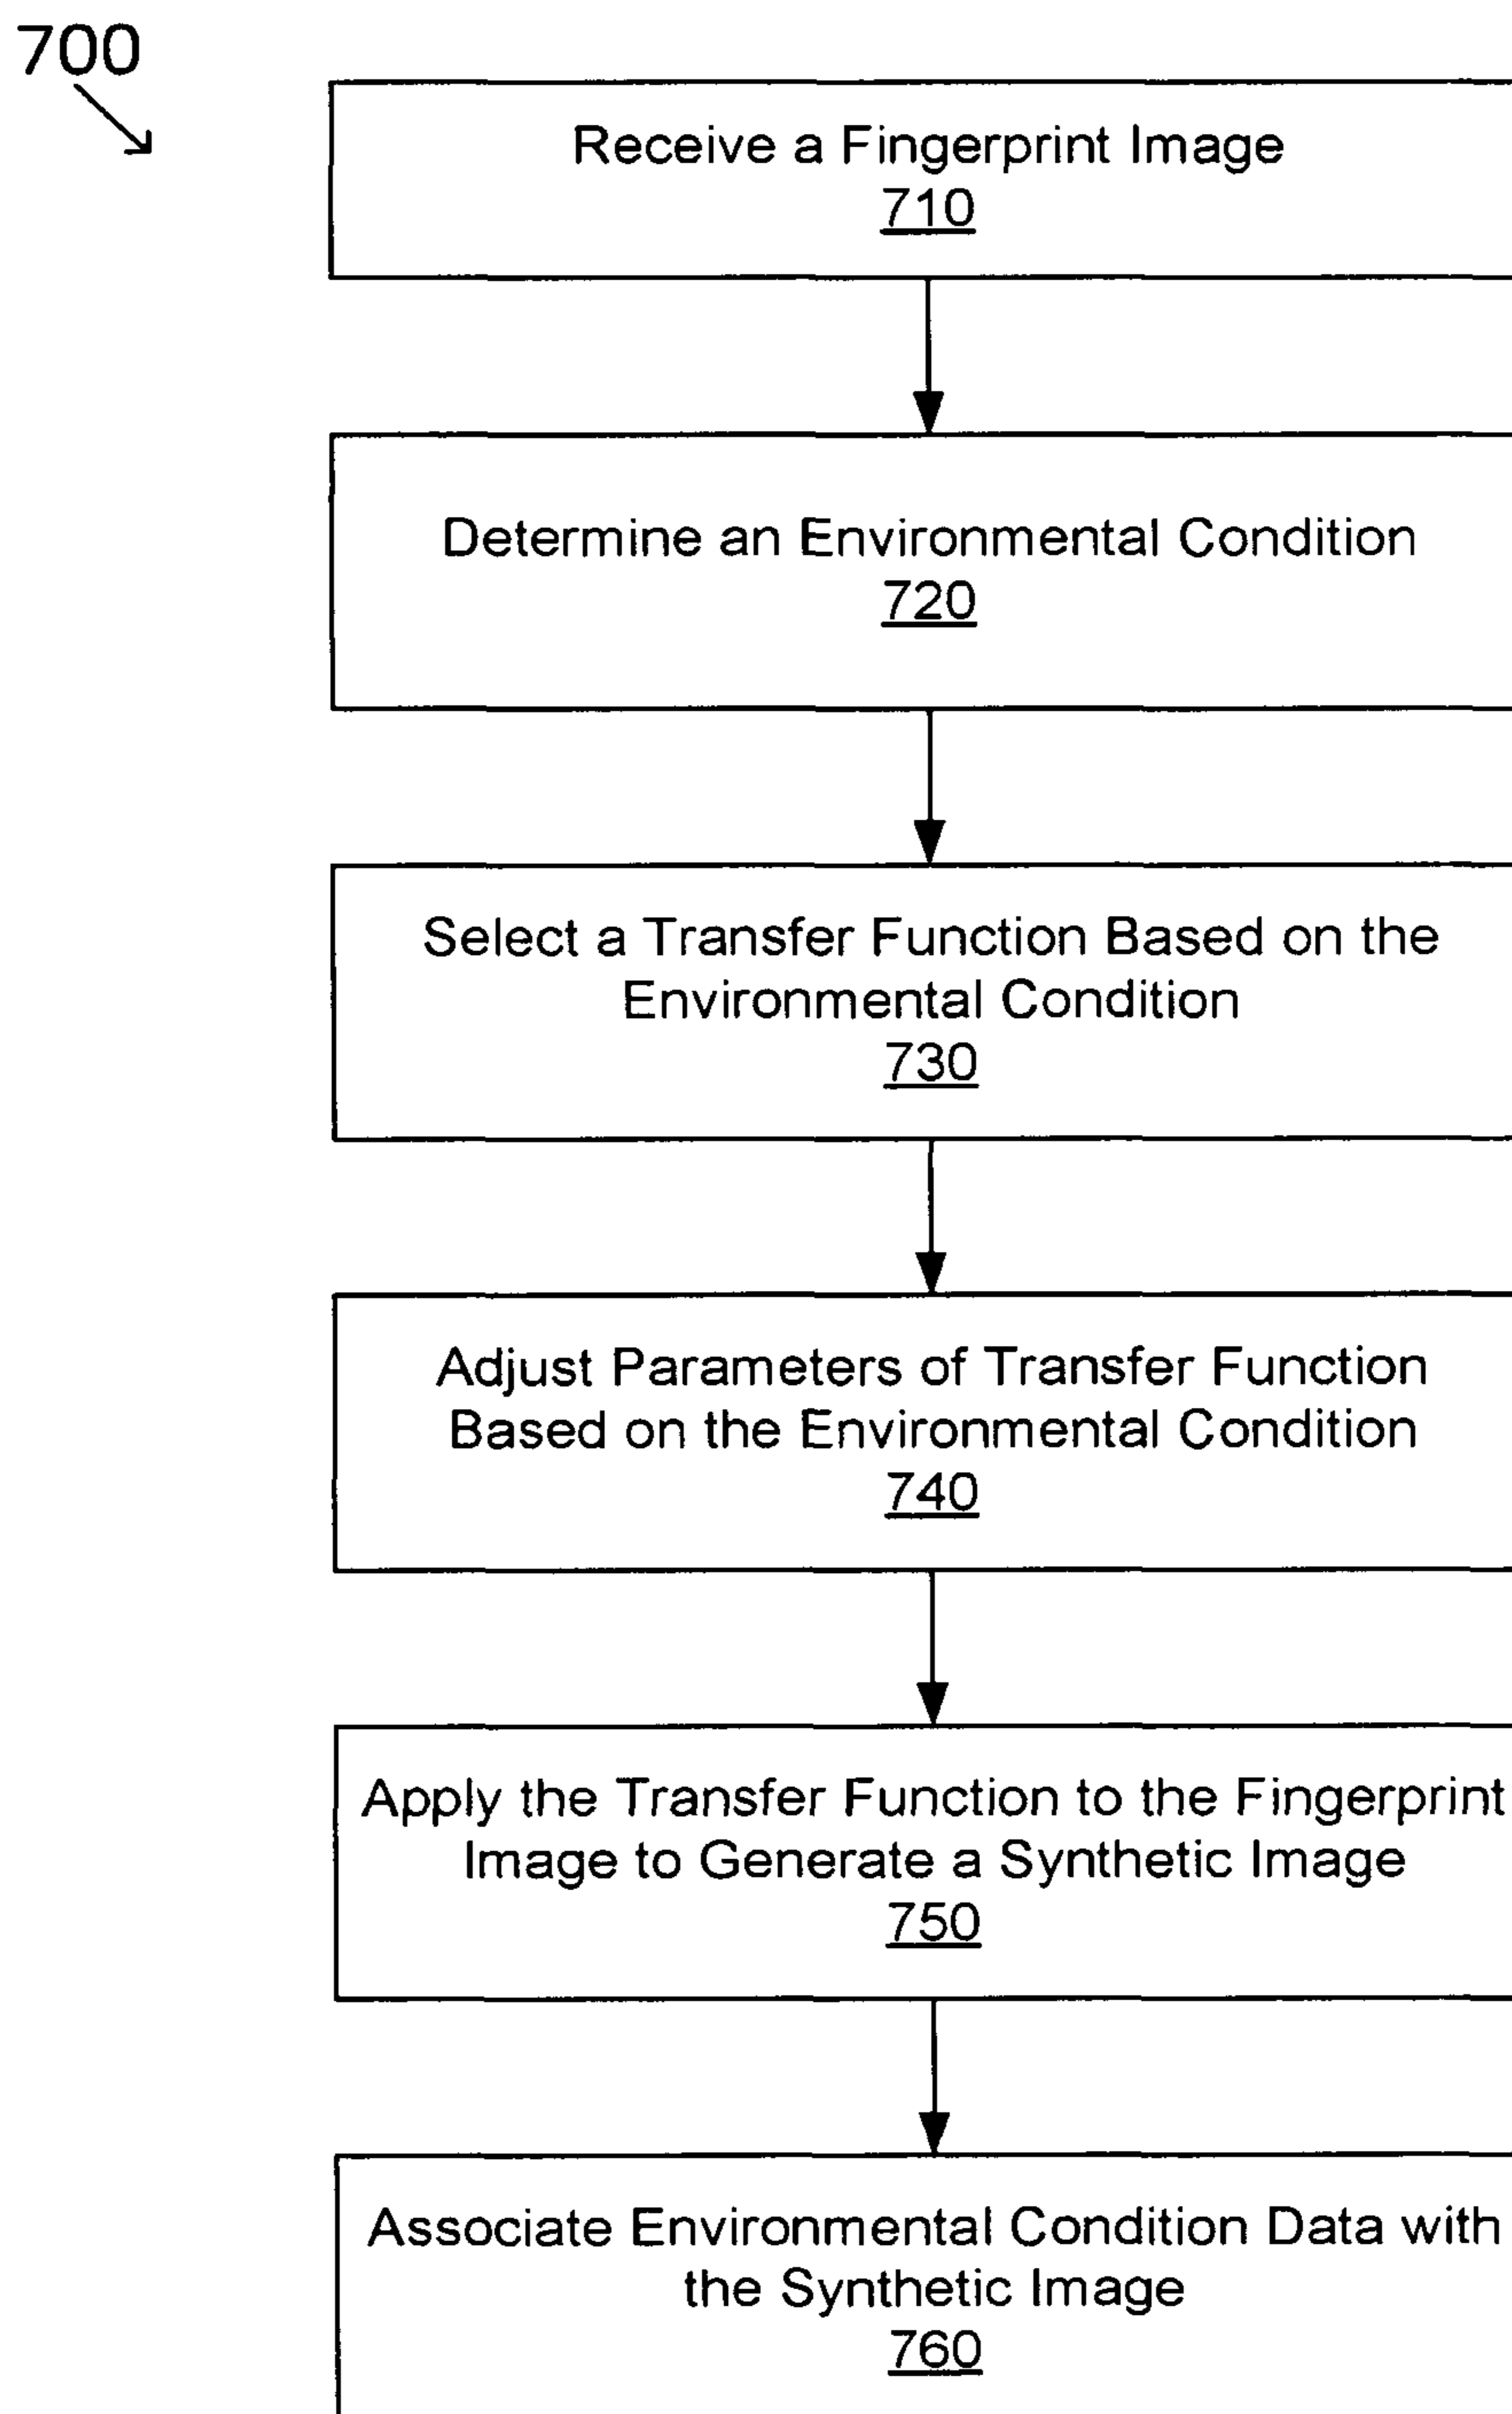 700
Receive a Fingerprint Image
710
Determine an Environmental Condition
720
Select a Transfer Function Based on the
Environmental Condition
730
Adjust Parameters of Transfer Function
Based on the Environmental Condition
740
Apply the Transfer Function to the Fingerprint
Image to Generate a Synthetic Image
750
Associate Environmental Condition Data with
the Synthetic Image
760